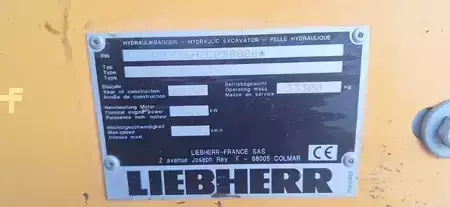 HYDRAULIKBAGGER - HYDRAULIC EXCAVATOR - PELLE HYDRAULIQUE
PIN
Typ
Type
Type
Baujahr
Year of construction
Année de construction
Betriebsgewicht
Operating mass
Masse en service
33300 kg
Nennleistung Motor
Nominal engine power
Puissance nom moteur
kW
Höchstgeschwindigkeit
Max speed
Vitesse maxi
km/h
LIEBHERR-FRANCE SAS
2 avenue Joseph Rey F - 68005 COLMAR
CE
LIEBHERR